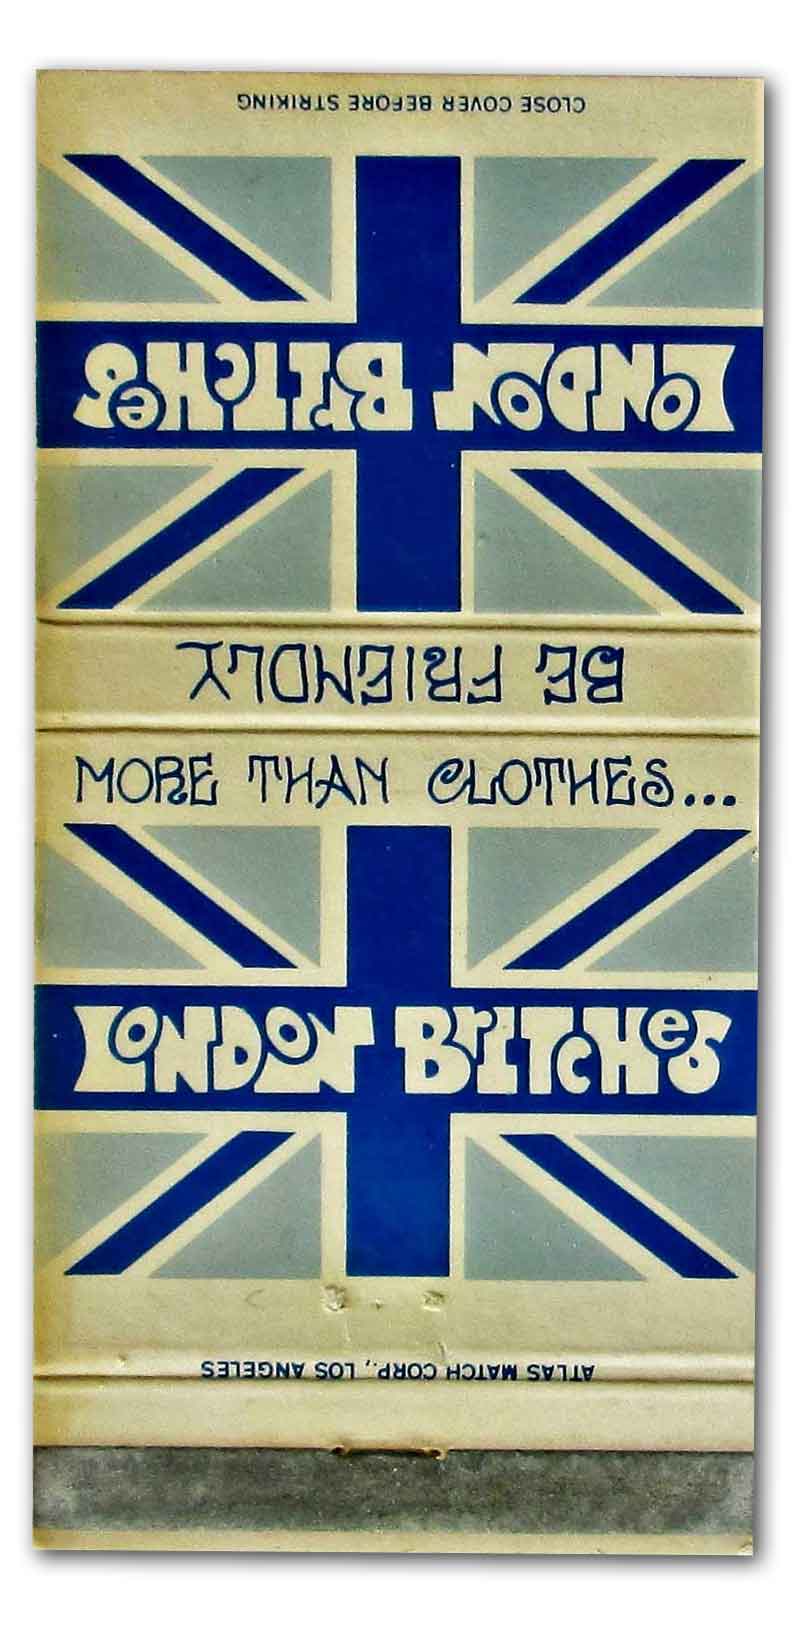 CLOSE COVER BEFORE STRIKING
LONDON BRITCHES
BE FRIENDLY
MORE THAN CLOTHES...
LONDON BRITCHES
ATLAS MATCH CORP., LOS ANGELES